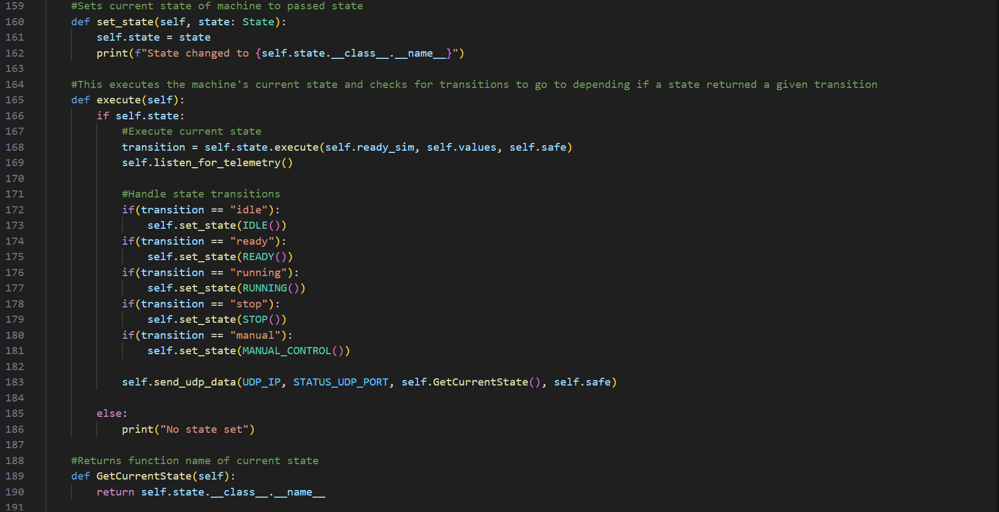 159 #Sets current state of machine to passed state
160 def set_state(self, state: State):
161 self.state = state
162 print(f"State changed to {self.state.__class__.__name__}")
163
164 #This executes the machine's current state and checks for transitions to go to depending if a state returned a given transition
165 def execute(self):
166 if self.state:
167 #Execute current state
168 transition = self.state.execute(self.ready_sim, self.values, self.safe)
169 self.listen_for_telemetry()
170
171 #Handle state transitions
172 if(transition == "idle"):
173 self.set_state(IDLE())
174 if(transition == "ready"):
175 self.set_state(READY())
176 if(transition == "running"):
177 self.set_state(RUNNING())
178 if(transition == "stop"):
179 self.set_state(STOP())
180 if(transition == "manual"):
181 self.set_state(MANUAL_CONTROL())
182
183 self.send_udp_data(UDP_IP, STATUS_UDP_PORT, self.GetCurrentState(), self.safe)
184
185 else:
186 print("No state set")
187
188 #Returns function name of current state
189 def GetCurrentState(self):
190 return self.state.__class__.__name__
191